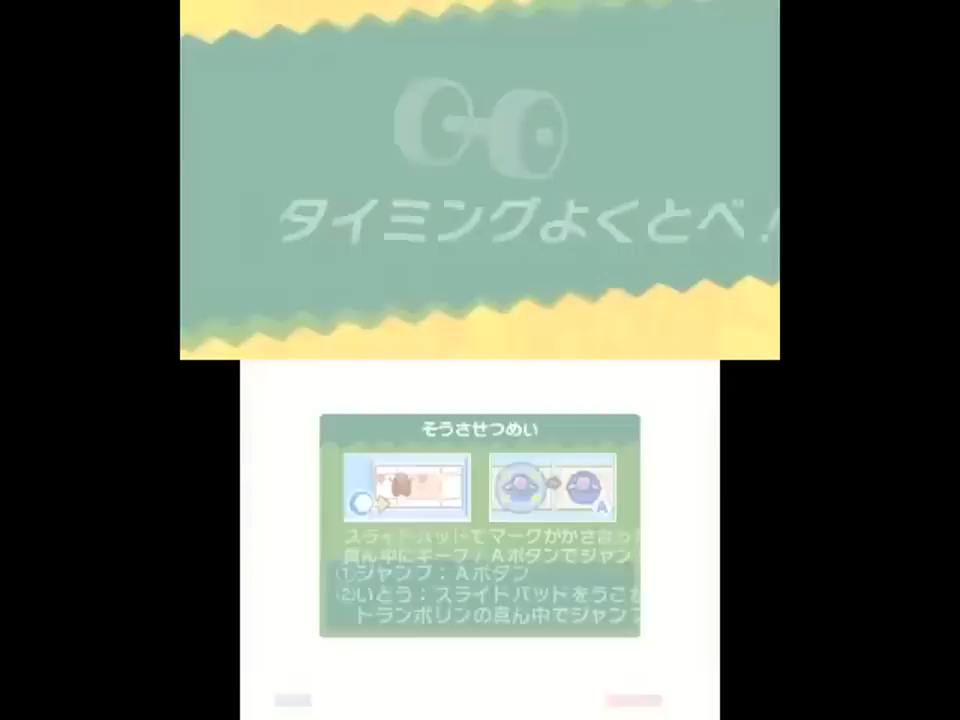 タイミングよくとべ！
そうさせつめい
スライドパッドでマークがかさなっ
真ん中にキープ / Aボタンでジャン
(1)ジャンプ：Aボタン
(2)いどう：スライドパッドをうごか
トランポリンの真ん中でジャンプ
A